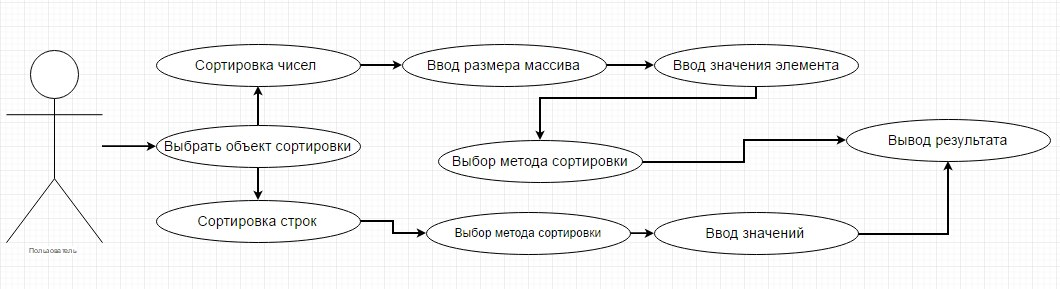 Сортировка чисел
Ввод размера массива
Ввод значения элемента
Выбрать объект сортировки
Выбор метода сортировки
Вывод результата
Сортировка строк
Выбор метода сортировки
Ввод значений
Пользователь